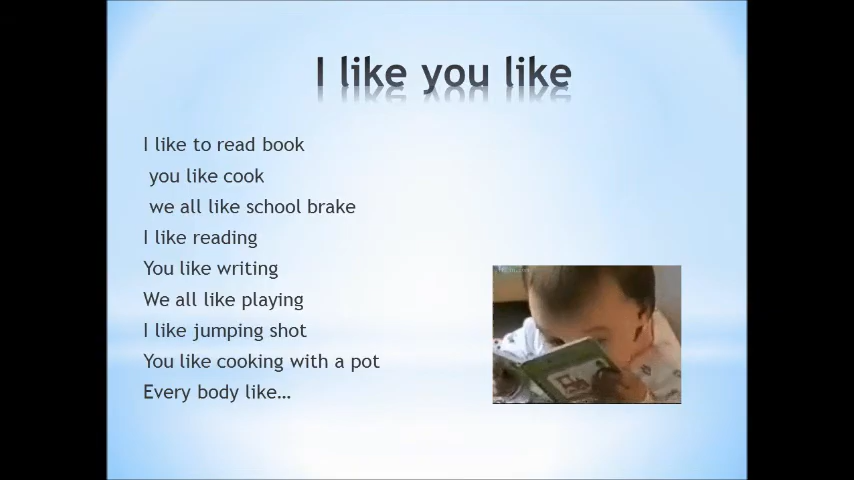 I like you like
I like to read book
you like cook
we all like school brake
I like reading
You like writing
We all like playing
I like jumping shot
You like cooking with a pot
Every body like…